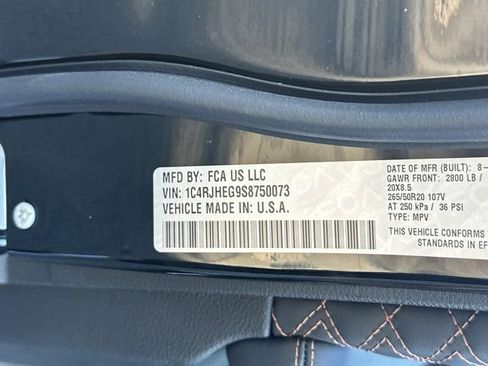 MFD BY: FCA US LLC
VIN: 1C4RJHEG9S8750073
VEHICLE MADE IN: U.S.A.
DATE OF MFR (BUILT): 8-
GAWR FRONT: 2800 LB /
20X8.5
265/50R20 107V
AT 250 kPa / 36 PSI
TYPE: MPV
THIS VEHICLE CONFORMS
STANDARDS IN EF